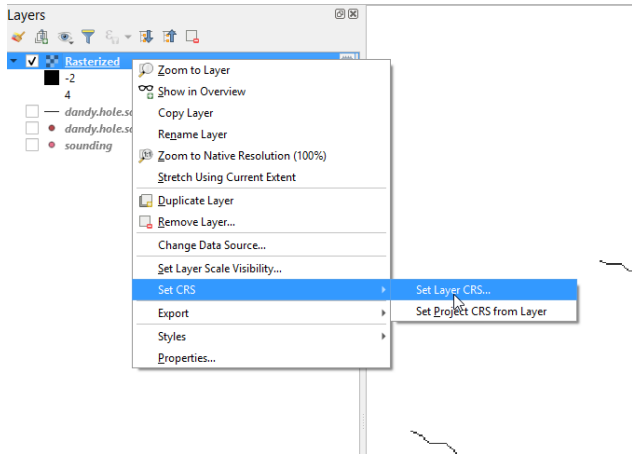 Layers
Rasterized
-2
4
dandy.hole.so
dandy.hole.so
sounding
Zoom to Layer
Show in Overview
Copy Layer
Rename Layer
Zoom to Native Resolution (100%)
Stretch Using Current Extent
Duplicate Layer
Remove Layer...
Change Data Source...
Set Layer Scale Visibility...
Set CRS
Export
Styles
Properties...
Set Layer CRS...
Set Project CRS from Layer